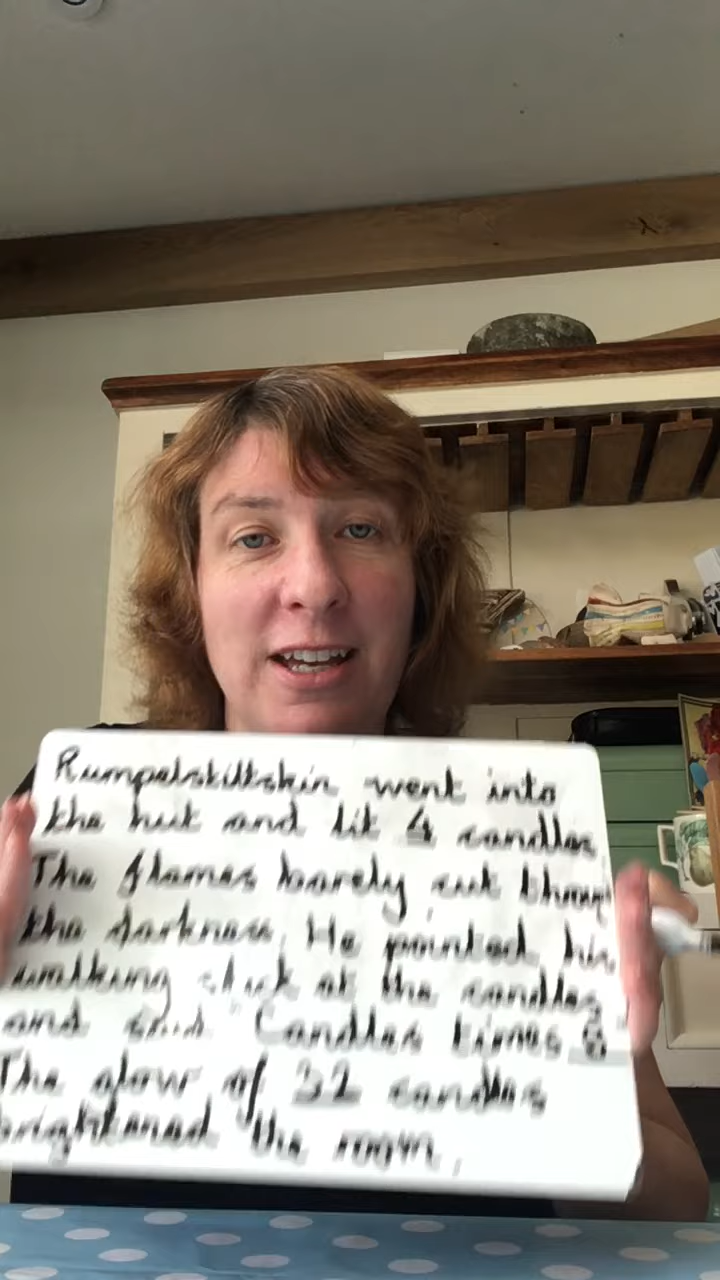 Rumpelstiltskin went into
the hut and lit 4 candles
The flames barely cut throug
the darkness. He pointed his
walking stick at the candles
and said "Candles times 8"
The glow of 32 candles
brightened the room.